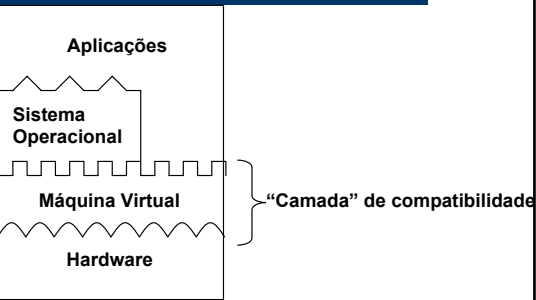 Aplicações
Sistema
Operacional
Máquina Virtual
“Camada” de compatibilidade
Hardware